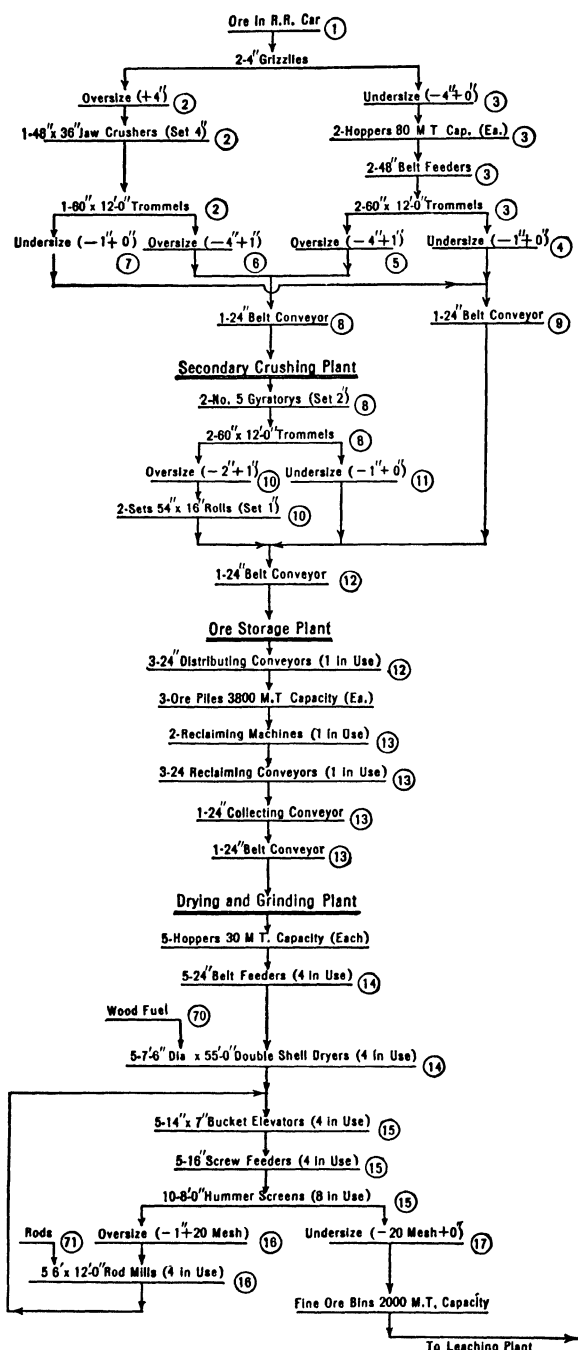 Ore in R.R. Car ①
2-4" Grizzlies
Oversize (+4") ②
Undersize (-4"+0") ③
1-48"x 36" Jaw Crushers (Set 4") ②
2-Hoppers 80 M T Cap. (Ea.) ③
2-48" Belt Feeders ③
1-60"x 12'-0" Trommels ②
2-60"x 12'-0" Trommels ③
Undersize (-1"+0") ⑦
Oversize (-4"+1") ⑥
Oversize (-4"+1") ⑤
Undersize (-1"+0") ④
1-24" Belt Conveyor ⑧
1-24" Belt Conveyor ⑨
Secondary Crushing Plant
2-No. 5 Gyratorys (Set 2") ⑧
2-60"x 12'-0" Trommels ⑧
Oversize (-2"+1") ⑩
Undersize (-1"+0") ⑪
2-Sets 54"x 16" Rolls (Set 1") ⑩
1-24" Belt Conveyor ⑫
Ore Storage Plant
3-24" Distributing Conveyors (1 in Use) ⑫
3-Ore Piles 3800 M.T Capacity (Ea.)
2-Reclaiming Machines (1 in Use) ⑬
3-24 Reclaiming Conveyors (1 in Use) ⑬
1-24" Collecting Conveyor ⑬
1-24" Belt Conveyor ⑬
Drying and Grinding Plant
5-Hoppers 30 M T. Capacity (Each)
5-24" Belt Feeders (4 in Use) ⑭
Wood Fuel 70
5-7'-6" Dia x 55'-0" Double Shell Dryers (4 in Use) ⑭
5-14"x 7" Bucket Elevators (4 in Use) ⑮
5-16" Screw Feeders (4 in Use) ⑮
10-8'-0" Hummer Screens (8 in Use) ⑮
Rods 71
Oversize (-1"+20 Mesh) ⑯
Undersize (-20 Mesh+0") ⑰
5 6'x 12'-0" Rod Mills (4 in Use) ⑯
Fine Ore Bins 2000 M.T, Capacity
To Leaching Plant